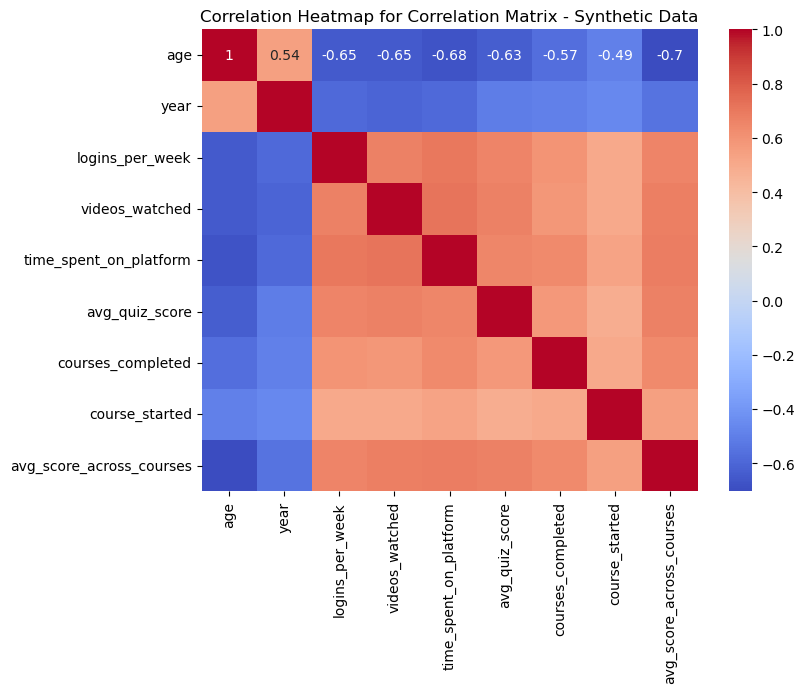 Correlation Heatmap for Correlation Matrix - Synthetic Data
age
1 0.54 -0.65 -0.65 -0.68 -0.63 -0.57 -0.49 -0.7
year
logins_per_week
videos_watched
time_spent_on_platform
avg_quiz_score
courses_completed
course_started
avg_score_across_courses
age
year
logins_per_week
videos_watched
time_spent_on_platform
avg_quiz_score
courses_completed
course_started
avg_score_across_courses
1.0
0.8
0.6
0.4
0.2
0.0
−0.2
−0.4
−0.6